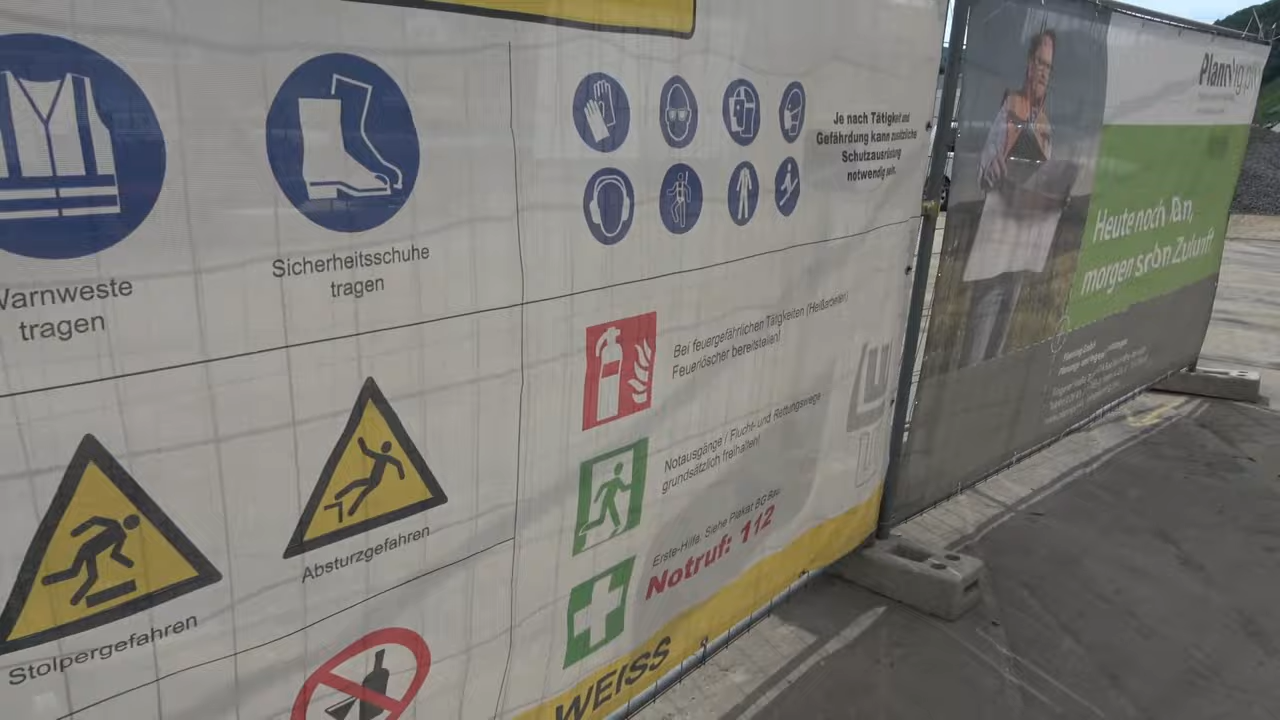 Warnweste
tragen
Sicherheitsschuhe
tragen
Je nach Tätigkeit und
Gefährdung kann zusätzliche
Schutzausrüstung
notwendig sein.
Stolpergefahren
Absturzgefahren
Bei feuergefährlichen Tätigkeiten (Heißarbeiten)
Feuerlöscher bereitstellen!
Notausgänge / Flucht- und Rettungswege
grundsätzlich freihalten!
Erste-Hilfe: Siehe Plakat BG Bau
Notruf: 112
WEISS
Heute noch Plan,
morgen schon Zukunft